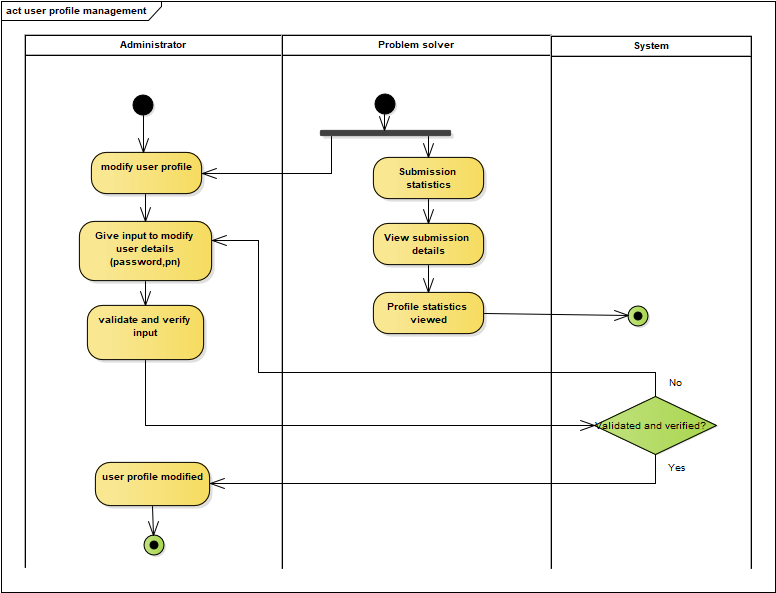 act user profile management
Administrator
Problem solver
System
modify user profile
Submission
statistics
Give input to modify
user details
(password,pn)
View submission
details
validate and verify
input
Profile statistics
viewed
No
Validated and verified?
Yes
user profile modified